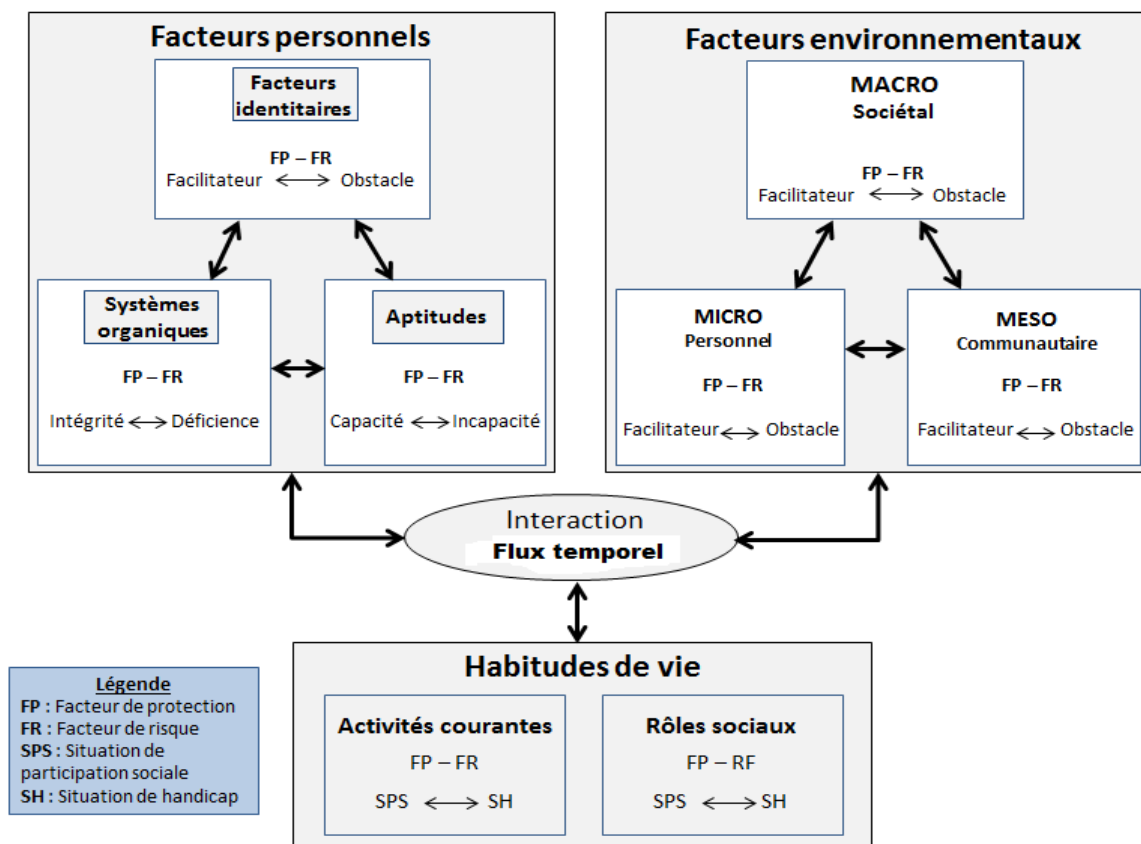 Facteurs personnels
Facteurs
identitaires
FP – FR
Facilitateur Obstacle
Systèmes
organiques
FP – FR
Intégrité Déficience
Aptitudes
FP – FR
Capacité Incapacité
Facteurs environnementaux
MACRO
Sociétal
FP – FR
Facilitateur Obstacle
MICRO
Personnel
FP – FR
Facilitateur Obstacle
MESO
Communautaire
FP – FR
Facilitateur Obstacle
Interaction
Flux temporel
Habitudes de vie
Activités courantes
FP – FR
SPS SH
Rôles sociaux
FP – RF
SPS SH
Légende
FP : Facteur de protection
FR : Facteur de risque
SPS : Situation de
participation sociale
SH : Situation de handicap